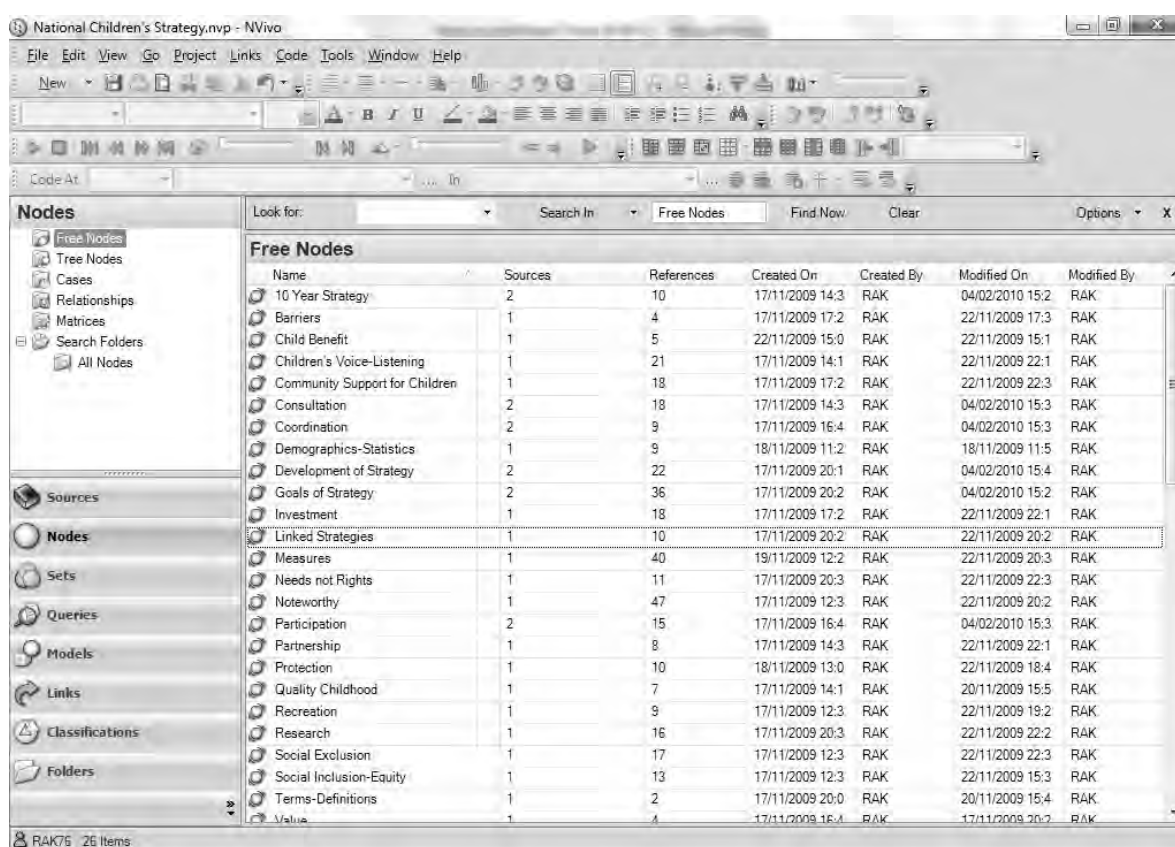 National Children's Strategy.nvp - NVivo
File Edit View Go Project Links Code Tools Window Help
New
A B I U
Code At ... In ...
Nodes
Look for: Search In Free Nodes Find Now Clear Options x
Free Nodes
Tree Nodes
Cases
Relationships
Matrices
Search Folders
All Nodes
Sources
Nodes
Sets
Queries
Models
Links
Classifications
Folders
Free Nodes
Name Sources References Created On Created By Modified On Modified By
10 Year Strategy 2 10 17/11/2009 14:3 RAK 04/02/2010 15:2 RAK
Barriers 1 4 17/11/2009 17:2 RAK 22/11/2009 17:3 RAK
Child Benefit 1 5 22/11/2009 15:0 RAK 22/11/2009 15:1 RAK
Children's Voice-Listening 1 21 17/11/2009 14:1 RAK 22/11/2009 22:1 RAK
Community Support for Children 1 18 17/11/2009 17:2 RAK 22/11/2009 22:3 RAK
Consultation 2 18 17/11/2009 14:3 RAK 04/02/2010 15:3 RAK
Coordination 2 9 17/11/2009 16:4 RAK 04/02/2010 15:3 RAK
Demographics-Statistics 1 9 18/11/2009 11:2 RAK 18/11/2009 11:5 RAK
Development of Strategy 2 22 17/11/2009 20:1 RAK 04/02/2010 15:4 RAK
Goals of Strategy 2 36 17/11/2009 20:2 RAK 04/02/2010 15:2 RAK
Investment 1 18 17/11/2009 17:2 RAK 22/11/2009 22:1 RAK
Linked Strategies 1 10 17/11/2009 20:2 RAK 22/11/2009 20:2 RAK
Measures 1 40 19/11/2009 12:2 RAK 22/11/2009 20:3 RAK
Needs not Rights 1 11 17/11/2009 20:3 RAK 22/11/2009 22:3 RAK
Noteworthy 1 47 17/11/2009 12:3 RAK 22/11/2009 20:2 RAK
Participation 2 15 17/11/2009 16:4 RAK 04/02/2010 15:3 RAK
Partnership 1 8 17/11/2009 14:3 RAK 22/11/2009 22:1 RAK
Protection 1 10 18/11/2009 13:0 RAK 22/11/2009 18:4 RAK
Quality Childhood 1 7 17/11/2009 14:1 RAK 20/11/2009 15:5 RAK
Recreation 1 9 17/11/2009 12:3 RAK 22/11/2009 19:2 RAK
Research 1 16 17/11/2009 20:3 RAK 22/11/2009 22:2 RAK
Social Exclusion 1 17 17/11/2009 12:3 RAK 22/11/2009 22:3 RAK
Social Inclusion-Equity 1 13 17/11/2009 12:3 RAK 22/11/2009 15:3 RAK
Terms-Definitions 1 2 17/11/2009 20:0 RAK 20/11/2009 15:4 RAK
Value 1 4 17/11/2009 16:4 RAK 17/11/2009 20:2 RAK
RAK76 26 Items